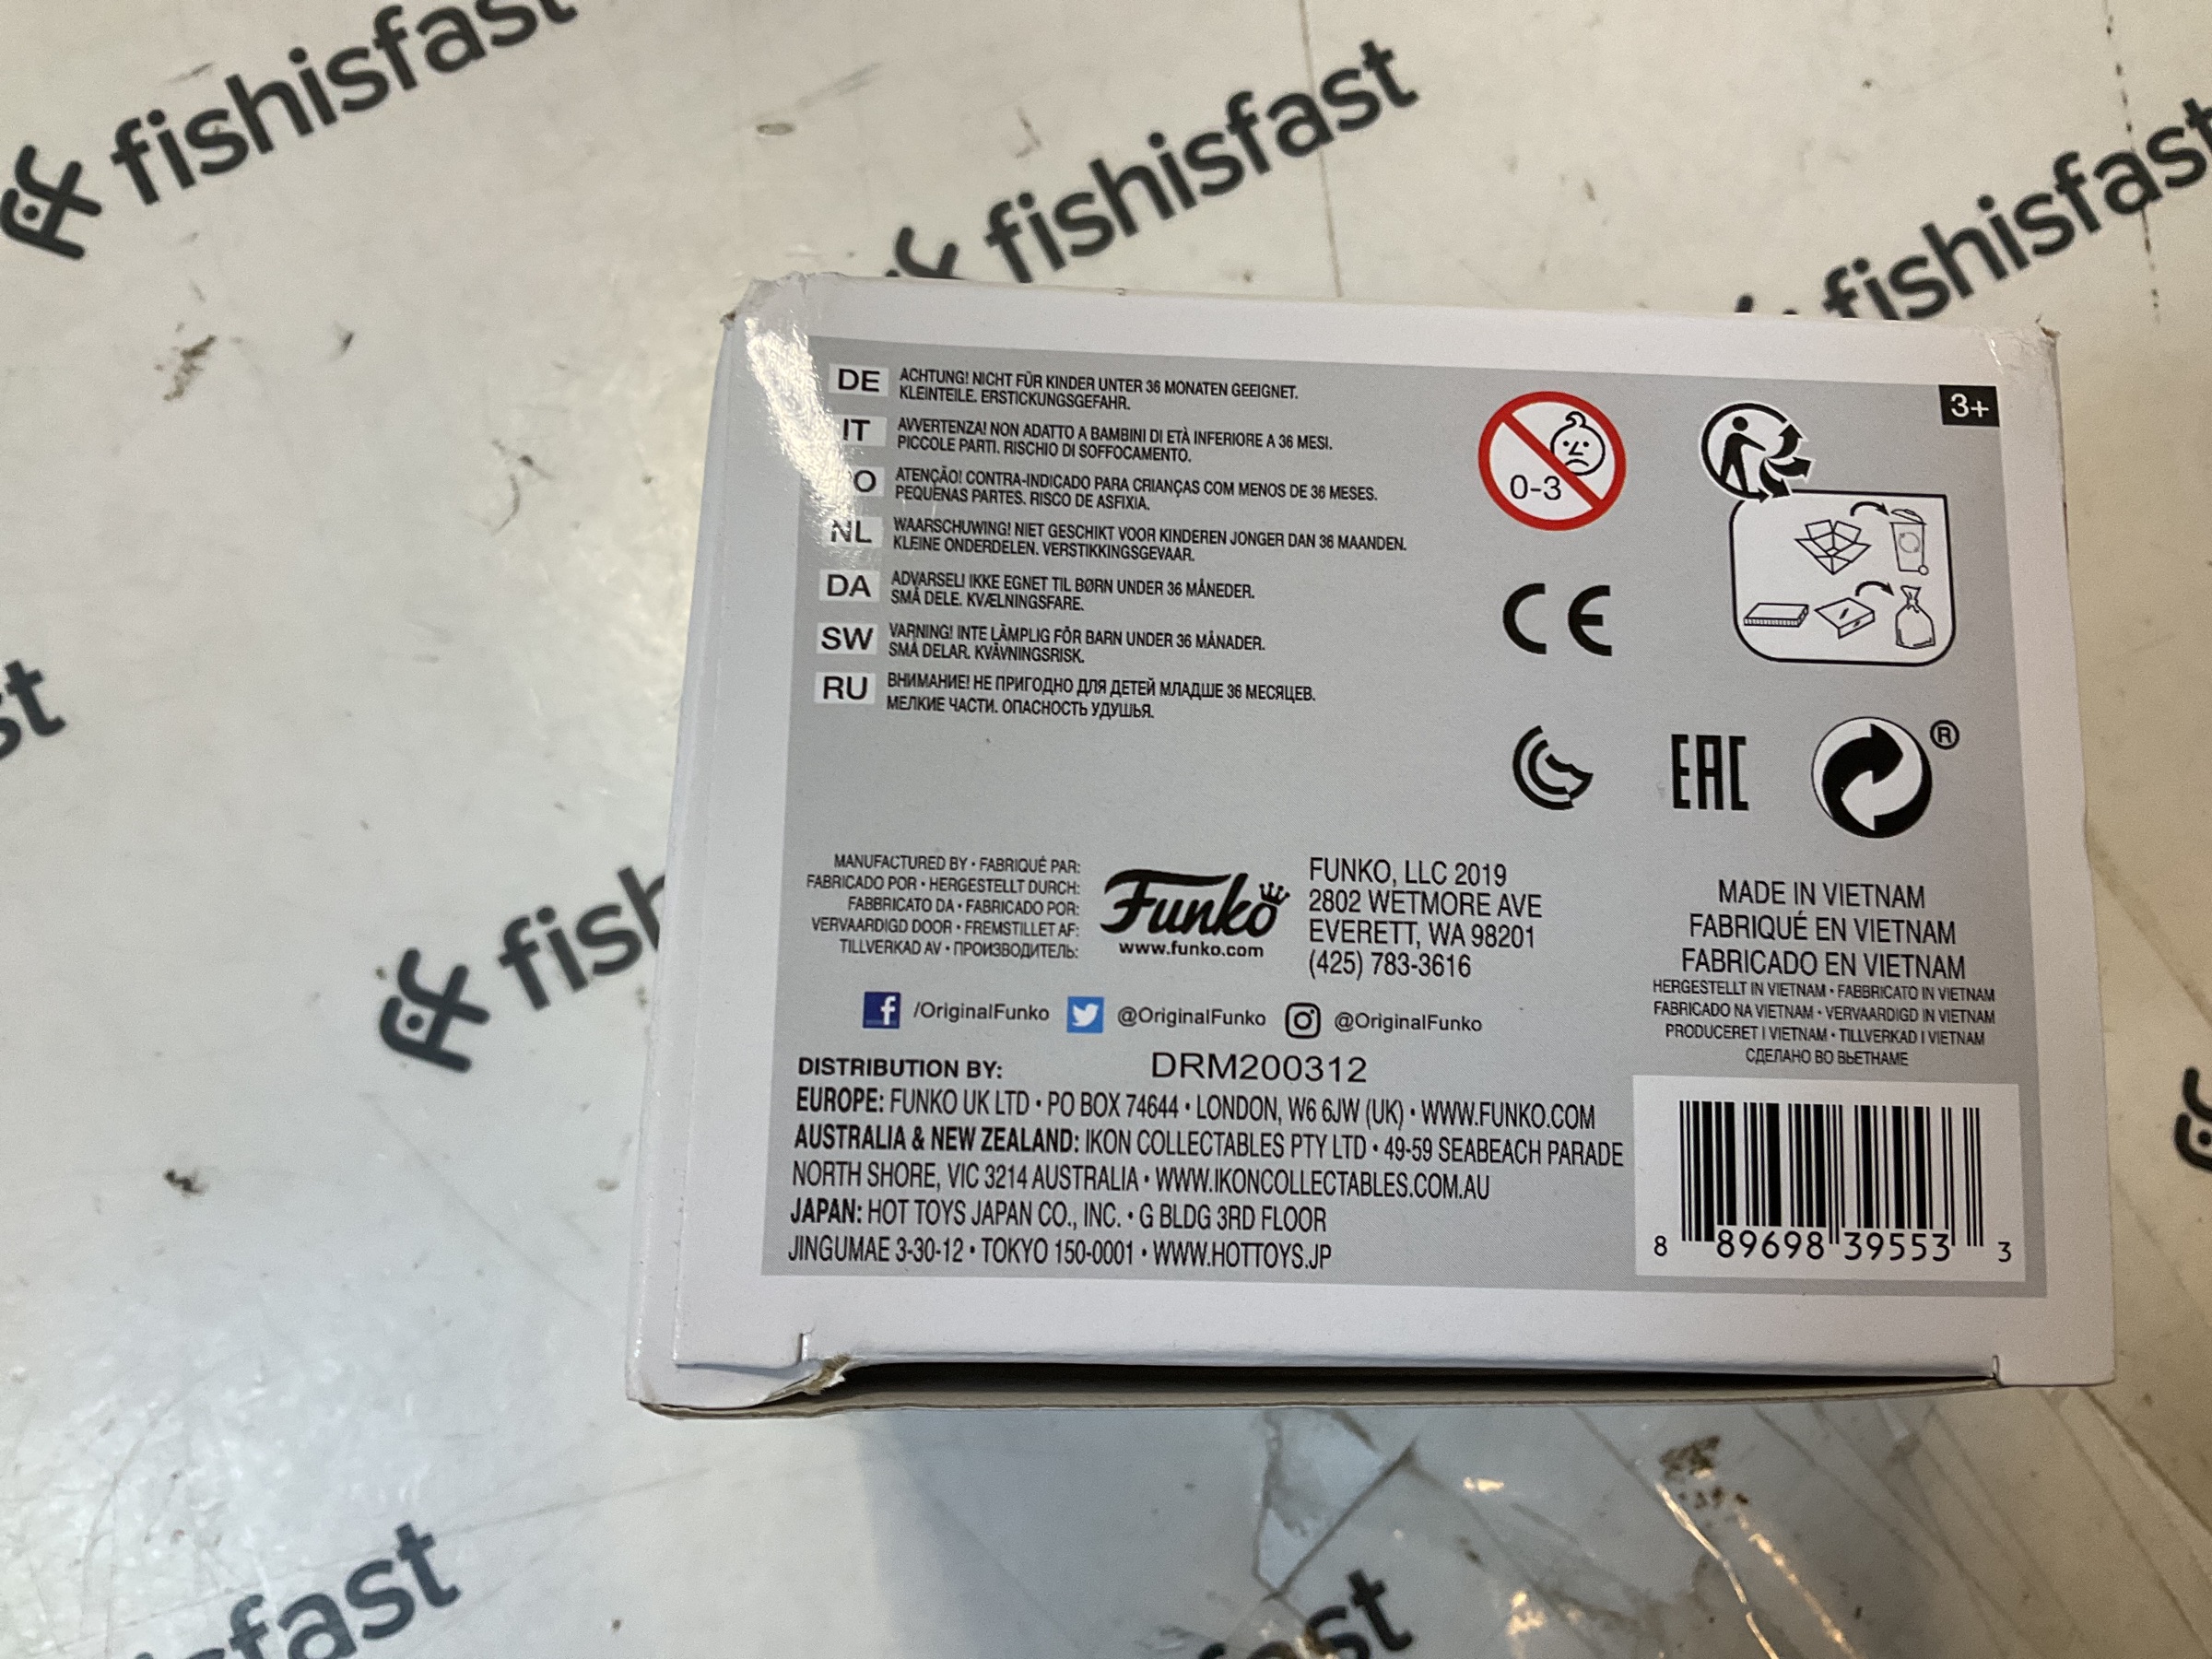 fishisfast
fishisfast
fishisfast
DE ACHTUNG! NICHT FÜR KINDER UNTER 36 MONATEN GEEIGNET.
KLEINTEILE. ERSTICKUNGSGEFAHR.
IT AVVERTENZA! NON ADATTO A BAMBINI DI ETÀ INFERIORE A 36 MESI.
PICCOLE PARTI. RISCHIO DI SOFFOCAMENTO.
ATENÇÃO! CONTRA-INDICADO PARA CRIANÇAS COM MENOS DE 36 MESES.
PEQUENAS PARTES. RISCO DE ASFIXIA.
NL WAARSCHUWING! NIET GESCHIKT VOOR KINDEREN JONGER DAN 36 MAANDEN.
KLEINE ONDERDELEN. VERSTIKKINGSGEVAAR.
DA ADVARSEL! IKKE EGNET TIL BØRN UNDER 36 MÅNEDER.
SMÅ DELE. KVÆLNINGSFARE.
SW VARNING! INTE LÄMPLIG FÖR BARN UNDER 36 MÅNADER.
SMÅ DELAR. KVÄVNINGSRISK.
RU ВНИМАНИЕ! НЕ ПРИГОДНО ДЛЯ ДЕТЕЙ МЛАДШЕ 36 МЕСЯЦЕВ.
МЕЛКИЕ ЧАСТИ. ОПАСНОСТЬ УДУШЬЯ.
0-3
3+
CE
EAC
®
MANUFACTURED BY • FABRIQUÉ PAR:
FABRICADO POR • HERGESTELLT DURCH:
FABBRICATO DA • FABRICADO POR:
VERVAARDIGD DOOR • FREMSTILLET AF:
TILLVERKAD AV • ПРОИЗВОДИТЕЛЬ:
Funko
www.funko.com
FUNKO, LLC 2019
2802 WETMORE AVE
EVERETT, WA 98201
(425) 783-3616
MADE IN VIETNAM
FABRIQUÉ EN VIETNAM
FABRICADO EN VIETNAM
HERGESTELLT IN VIETNAM • FABBRICATO IN VIETNAM
FABRICADO NA VIETNAM • VERVAARDIGD IN VIETNAM
PRODUCERET I VIETNAM • TILLVERKAD I VIETNAM
СДЕЛАНО ВО ВЬЕТНАМЕ
f /OriginalFunko @OriginalFunko @OriginalFunko
DISTRIBUTION BY: DRM200312
EUROPE: FUNKO UK LTD • PO BOX 74644 • LONDON, W6 6JW (UK) • WWW.FUNKO.COM
AUSTRALIA & NEW ZEALAND: IKON COLLECTABLES PTY LTD • 49-59 SEABEACH PARADE
NORTH SHORE, VIC 3214 AUSTRALIA • WWW.IKONCOLLECTABLES.COM.AU
JAPAN: HOT TOYS JAPAN CO., INC. • G BLDG 3RD FLOOR
JINGUMAE 3-30-12 • TOKYO 150-0001 • WWW.HOTTOYS.JP
8 89698 39553 3